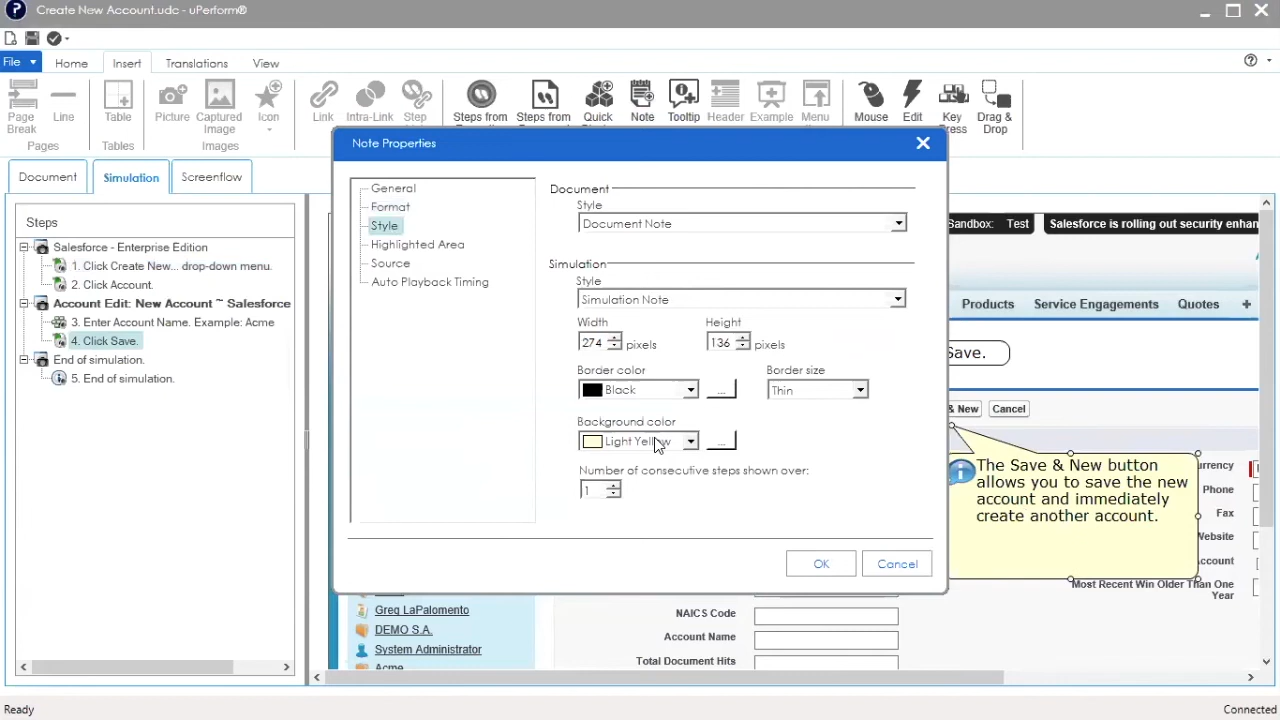 Create New Account.udc - uPerform®
File
Home
Insert
Translations
View
Page Break
Line
Table
Picture
Captured Image
Icon
Link
Intra-Link
Step
Steps from
Steps from
Quick
Note
Tooltip
Header
Example
Menu
Mouse
Edit
Key Press
Drag & Drop
Pages
Tables
Images
Document
Simulation
Screenflow
Steps
Salesforce - Enterprise Edition
1. Click Create New... drop-down menu.
2. Click Account.
Account Edit: New Account ~ Salesforce
3. Enter Account Name. Example: Acme
4. Click Save.
End of simulation.
5. End of simulation.
Note Properties
General
Format
Style
Highlighted Area
Source
Auto Playback Timing
Document
Style
Document Note
Simulation
Style
Simulation Note
Width
Height
274 pixels
136 pixels
Border color
Border size
Black
...
Thin
Background color
Light Yellow
...
Number of consecutive steps shown over:
1
OK
Cancel
Sandbox: Test
Salesforce is rolling out security enhan
Products
Service Engagements
Quotes
+
Save.
& New
Cancel
The Save & New button
allows you to save the new
account and immediately
create another account.
Phone
Fax
Website
Most Recent Win Older Than One
Year
Greg LaPalomento
DEMO S.A.
System Administrator
Acme
NAICS Code
Account Name
Total Document Hits
Ready
Connected